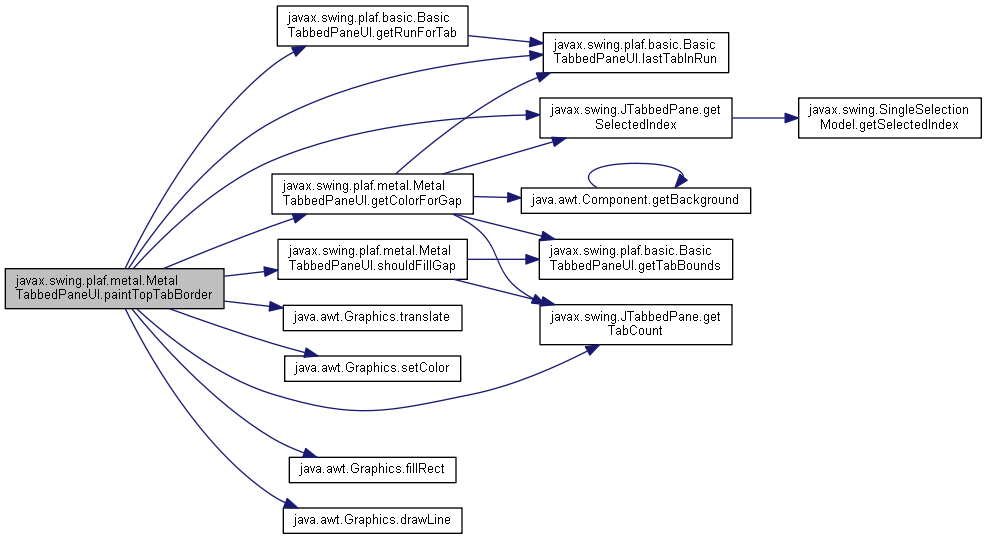 javax.swing.plaf.basic.Basic
TabbedPaneUI.getRunForTab
javax.swing.plaf.basic.Basic
TabbedPaneUI.lastTabInRun
javax.swing.JTabbedPane.get
SelectedIndex
javax.swing.SingleSelection
Model.getSelectedIndex
javax.swing.plaf.metal.Metal
TabbedPaneUI.getColorForGap
java.awt.Component.getBackground
javax.swing.plaf.metal.Metal
TabbedPaneUI.shouldFillGap
javax.swing.plaf.basic.Basic
TabbedPaneUI.getTabBounds
javax.swing.plaf.metal.Metal
TabbedPaneUI.paintTopTabBorder
java.awt.Graphics.translate
javax.swing.JTabbedPane.get
TabCount
java.awt.Graphics.setColor
java.awt.Graphics.fillRect
java.awt.Graphics.drawLine